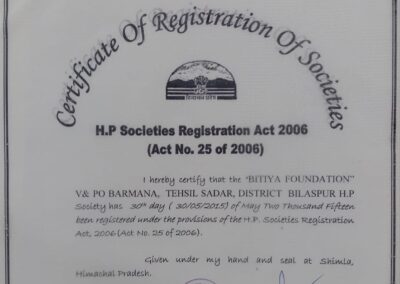 Certificate Of Registration Of Societies
H.P Societies Registration Act 2006
(Act No. 25 of 2006)
I hereby certify that the "BITIYA FOUNDATION"
V& PO BARMANA, TEHSIL SADAR, DISTRICT BILASPUR H.P
Society has 30th day ( 30/05/2015) of May Two Thousand Fifteen
been registered under the provisions of the H.P. Societies Registration
Act, 2006 (Act No. 25 of 2006).
Given under my hand and seal at Shimla,
Himachal Pradesh.